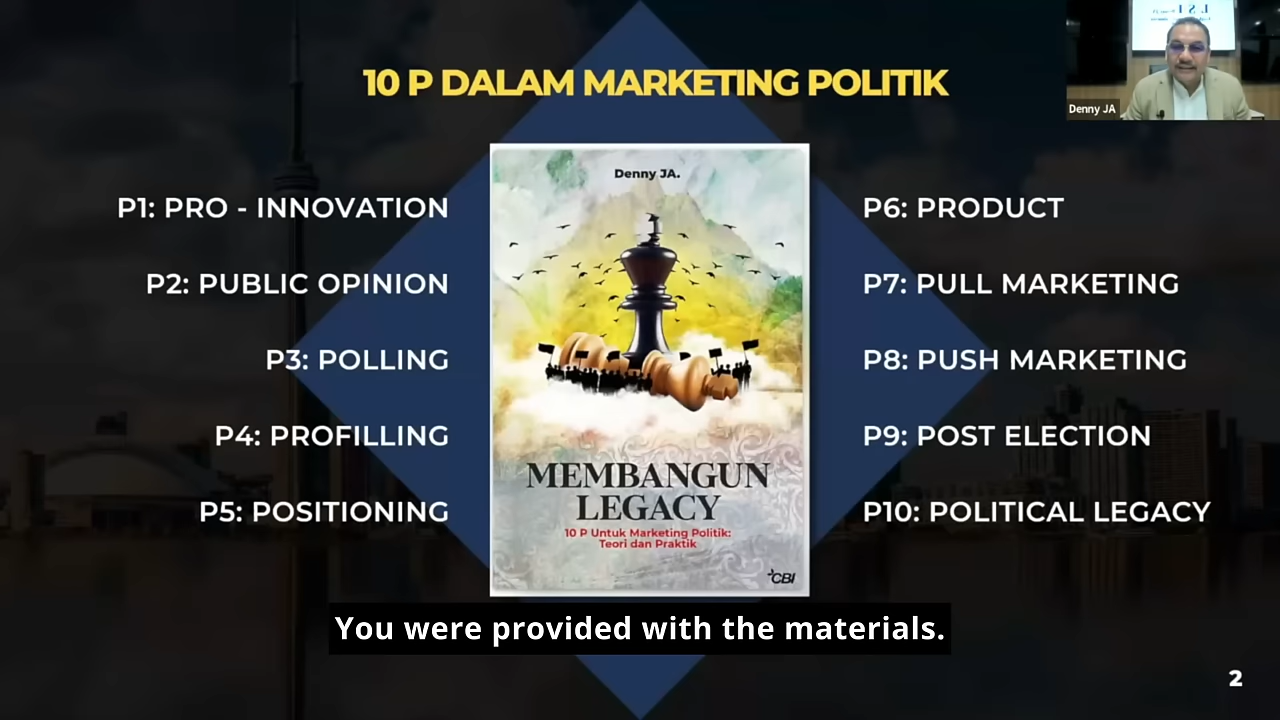 10 P DALAM MARKETING POLITIK
Denny JA
P1: PRO - INNOVATION
P2: PUBLIC OPINION
P3: POLLING
P4: PROFILLING
P5: POSITIONING
Denny JA.
MEMBANGUN
LEGACY
10 P Untuk Marketing Politik:
Teori dan Praktik
CBI
P6: PRODUCT
P7: PULL MARKETING
P8: PUSH MARKETING
P9: POST ELECTION
P10: POLITICAL LEGACY
You were provided with the materials.
2